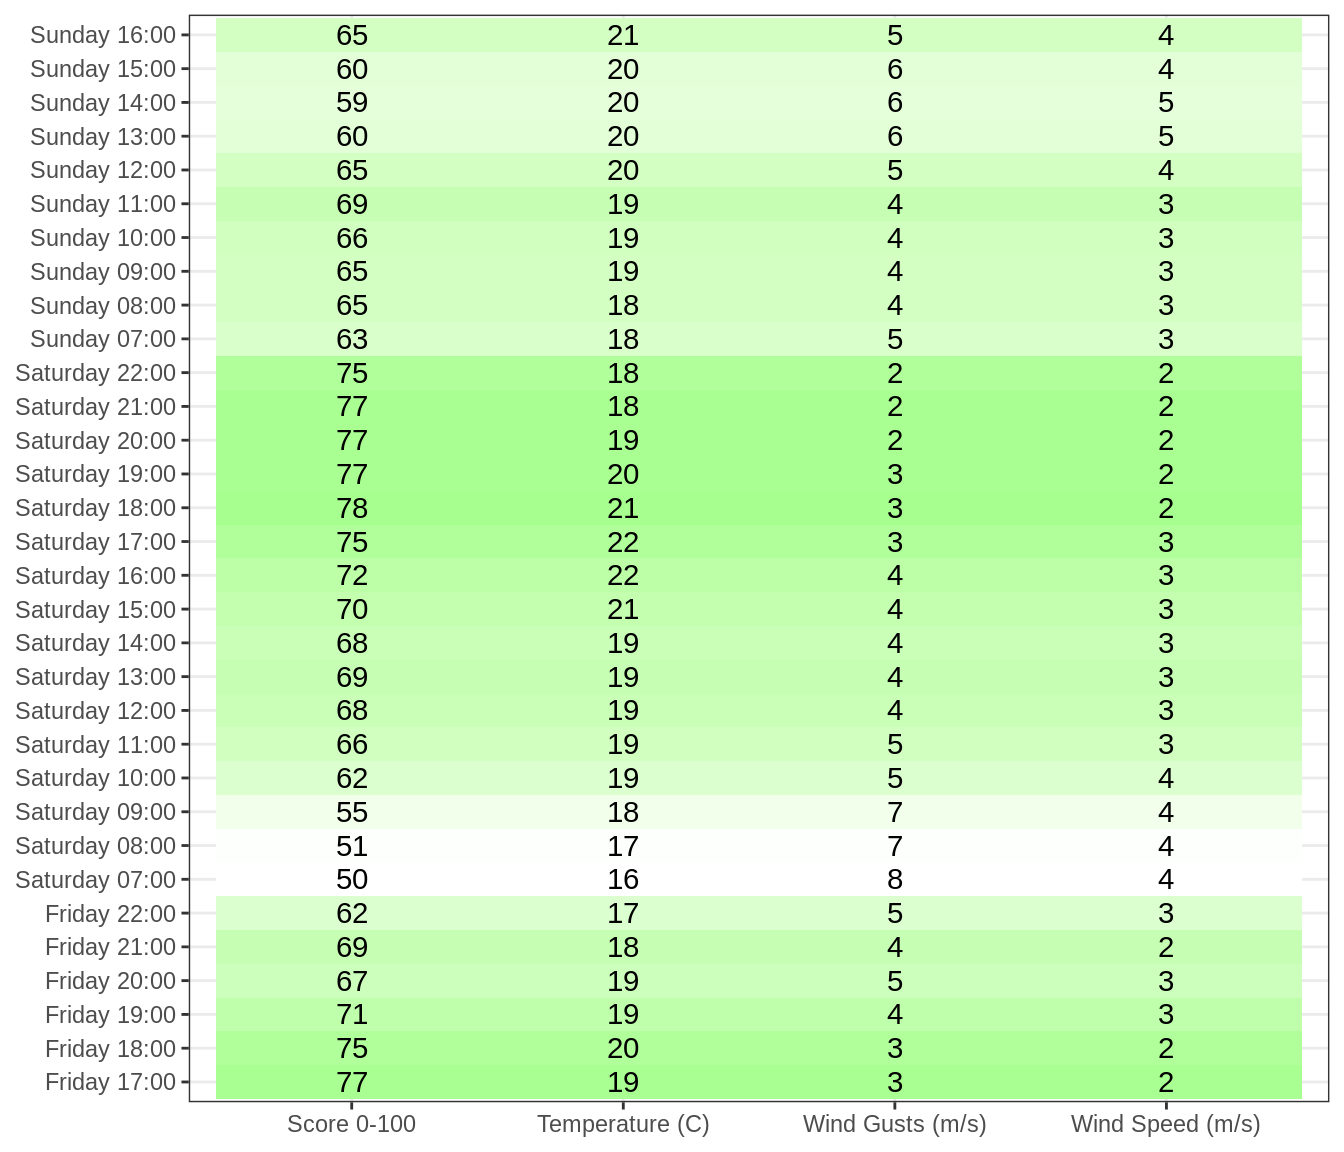 Sunday 16:00 65 21 5 4
Sunday 15:00 60 20 6 4
Sunday 14:00 59 20 6 5
Sunday 13:00 60 20 6 5
Sunday 12:00 65 20 5 4
Sunday 11:00 69 19 4 3
Sunday 10:00 66 19 4 3
Sunday 09:00 65 19 4 3
Sunday 08:00 65 18 4 3
Sunday 07:00 63 18 5 3
Saturday 22:00 75 18 2 2
Saturday 21:00 77 18 2 2
Saturday 20:00 77 19 2 2
Saturday 19:00 77 20 3 2
Saturday 18:00 78 21 3 2
Saturday 17:00 75 22 3 3
Saturday 16:00 72 22 4 3
Saturday 15:00 70 21 4 3
Saturday 14:00 68 19 4 3
Saturday 13:00 69 19 4 3
Saturday 12:00 68 19 4 3
Saturday 11:00 66 19 5 3
Saturday 10:00 62 19 5 4
Saturday 09:00 55 18 7 4
Saturday 08:00 51 17 7 4
Saturday 07:00 50 16 8 4
Friday 22:00 62 17 5 3
Friday 21:00 69 18 4 2
Friday 20:00 67 19 5 3
Friday 19:00 71 19 4 3
Friday 18:00 75 20 3 2
Friday 17:00 77 19 3 2
Score 0-100 Temperature (C) Wind Gusts (m/s) Wind Speed (m/s)